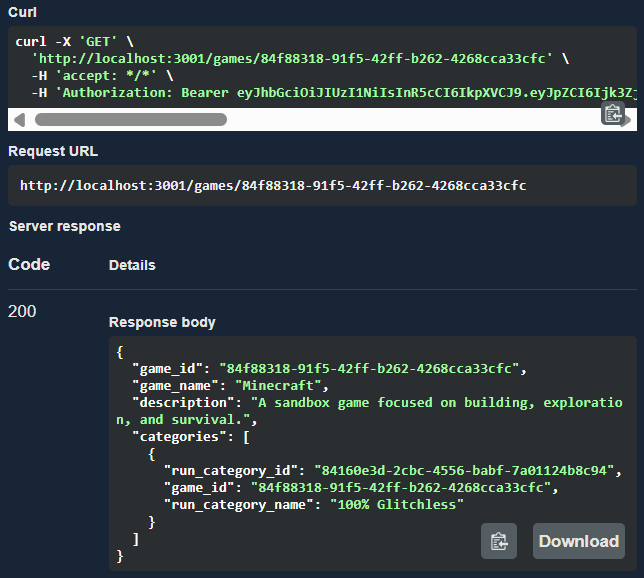 Curl
curl -X 'GET' \
  'http://localhost:3001/games/84f88318-91f5-42ff-b262-4268cca33cfc' \
  -H 'accept: */*' \
  -H 'Authorization: Bearer eyJhbGciOiJIUzI1NiIsInR5cCI6IkpXVCJ9.eyJpZCI6Ijk3Zj
Request URL
http://localhost:3001/games/84f88318-91f5-42ff-b262-4268cca33cfc
Server response
Code Details
200
Response body
{
  "game_id": "84f88318-91f5-42ff-b262-4268cca33cfc",
  "game_name": "Minecraft",
  "description": "A sandbox game focused on building, exploratio
n, and survival.",
  "categories": [
    {
      "run_category_id": "84160e3d-2cbc-4556-babf-7a01124b8c94",
      "game_id": "84f88318-91f5-42ff-b262-4268cca33cfc",
      "run_category_name": "100% Glitchless"
    }
  ]
}
Download